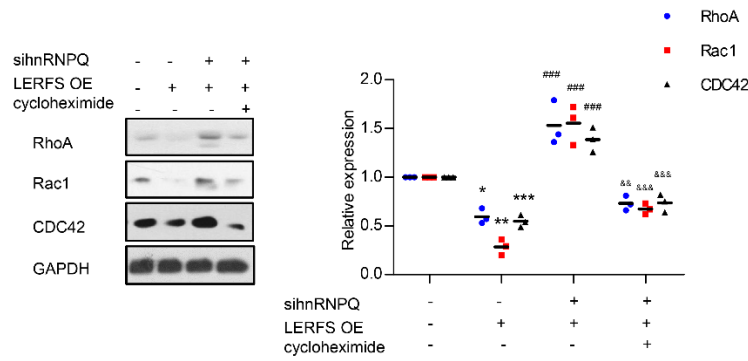 sihnRNPQ - - + +
LERFS OE - + + +
cycloheximide +
RhoA
Rac1
CDC42
GAPDH
RhoA
Rac1
CDC42
Relative expression
2.0
1.5
1.0
0.5
0.0
* ** ***
### ### ###
&& &&& &&&
sihnRNPQ - - + +
LERFS OE - + + +
cycloheximide +